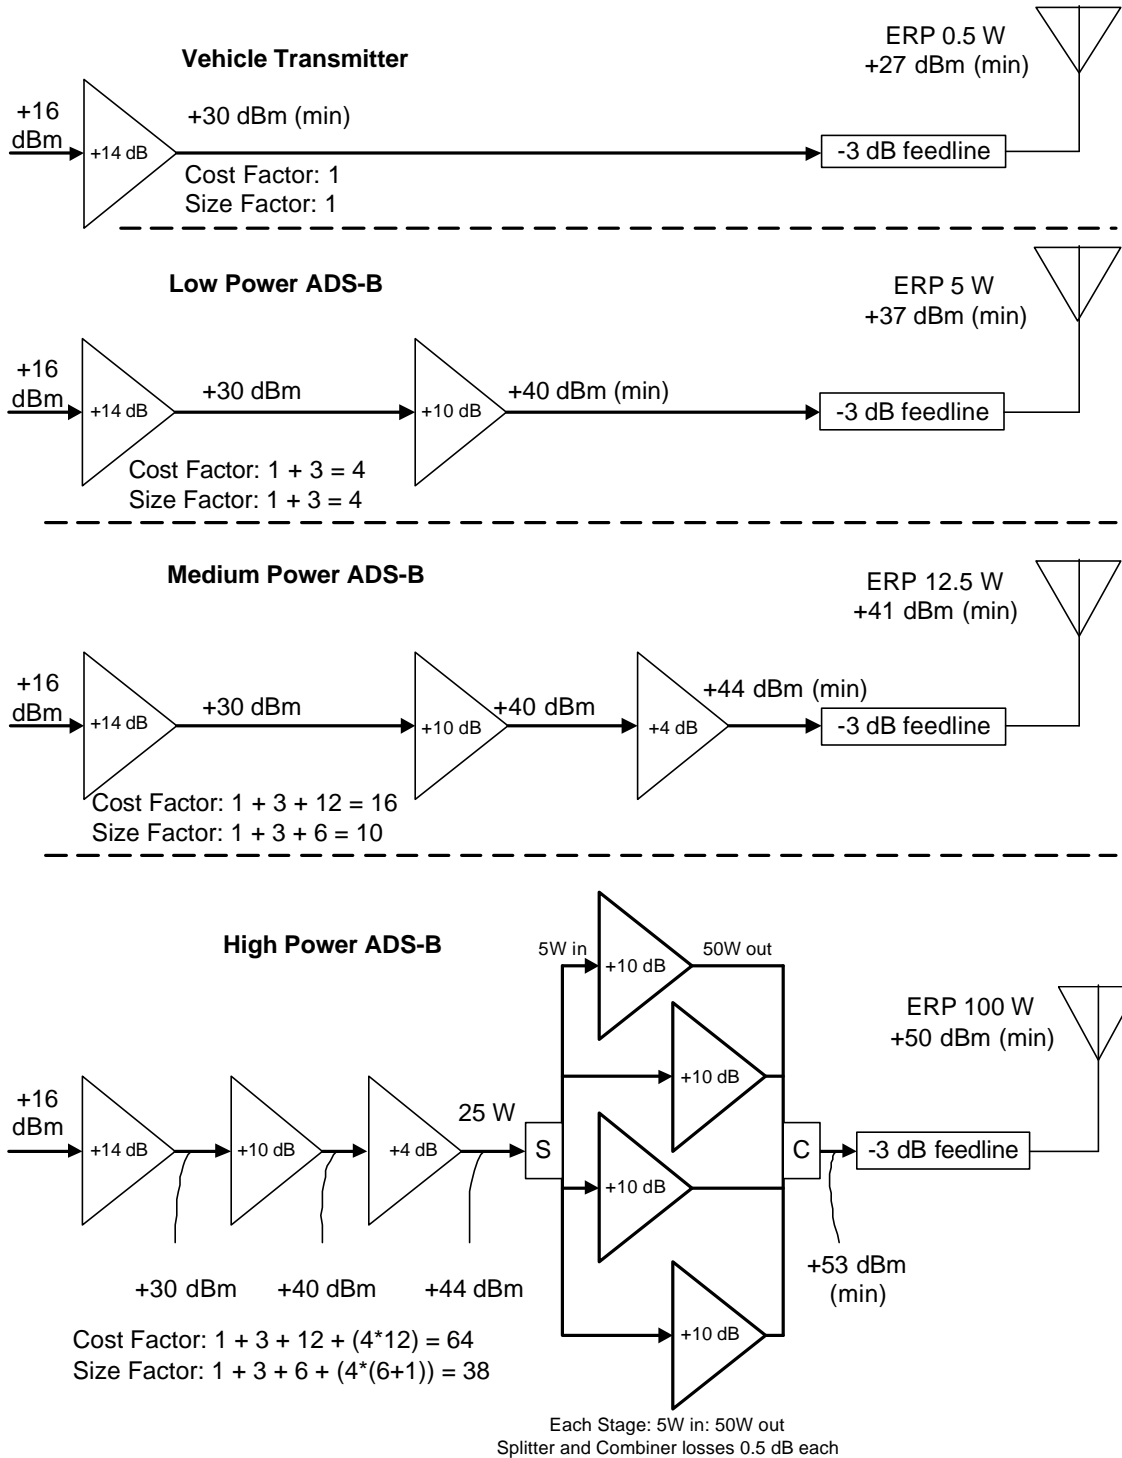 Vehicle Transmitter
ERP 0.5 W
+27 dBm (min)
+16
dBm
+14 dB
+30 dBm (min)
-3 dB feedline
Cost Factor: 1
Size Factor: 1
Low Power ADS-B
ERP 5 W
+37 dBm (min)
+16
dBm
+14 dB
+30 dBm
+10 dB
+40 dBm (min)
-3 dB feedline
Cost Factor: 1 + 3 = 4
Size Factor: 1 + 3 = 4
Medium Power ADS-B
ERP 12.5 W
+41 dBm (min)
+16
dBm
+14 dB
+30 dBm
+10 dB
+40 dBm
+4 dB
+44 dBm (min)
-3 dB feedline
Cost Factor: 1 + 3 + 12 = 16
Size Factor: 1 + 3 + 6 = 10
High Power ADS-B
5W in
+10 dB
50W out
ERP 100 W
+50 dBm (min)
+10 dB
+16
dBm
+14 dB
+10 dB
+4 dB
25 W
S
C
-3 dB feedline
+10 dB
+30 dBm
+40 dBm
+44 dBm
+53 dBm
(min)
+10 dB
Cost Factor: 1 + 3 + 12 + (4*12) = 64
Size Factor: 1 + 3 + 6 + (4*(6+1)) = 38
Each Stage: 5W in: 50W out
Splitter and Combiner losses 0.5 dB each